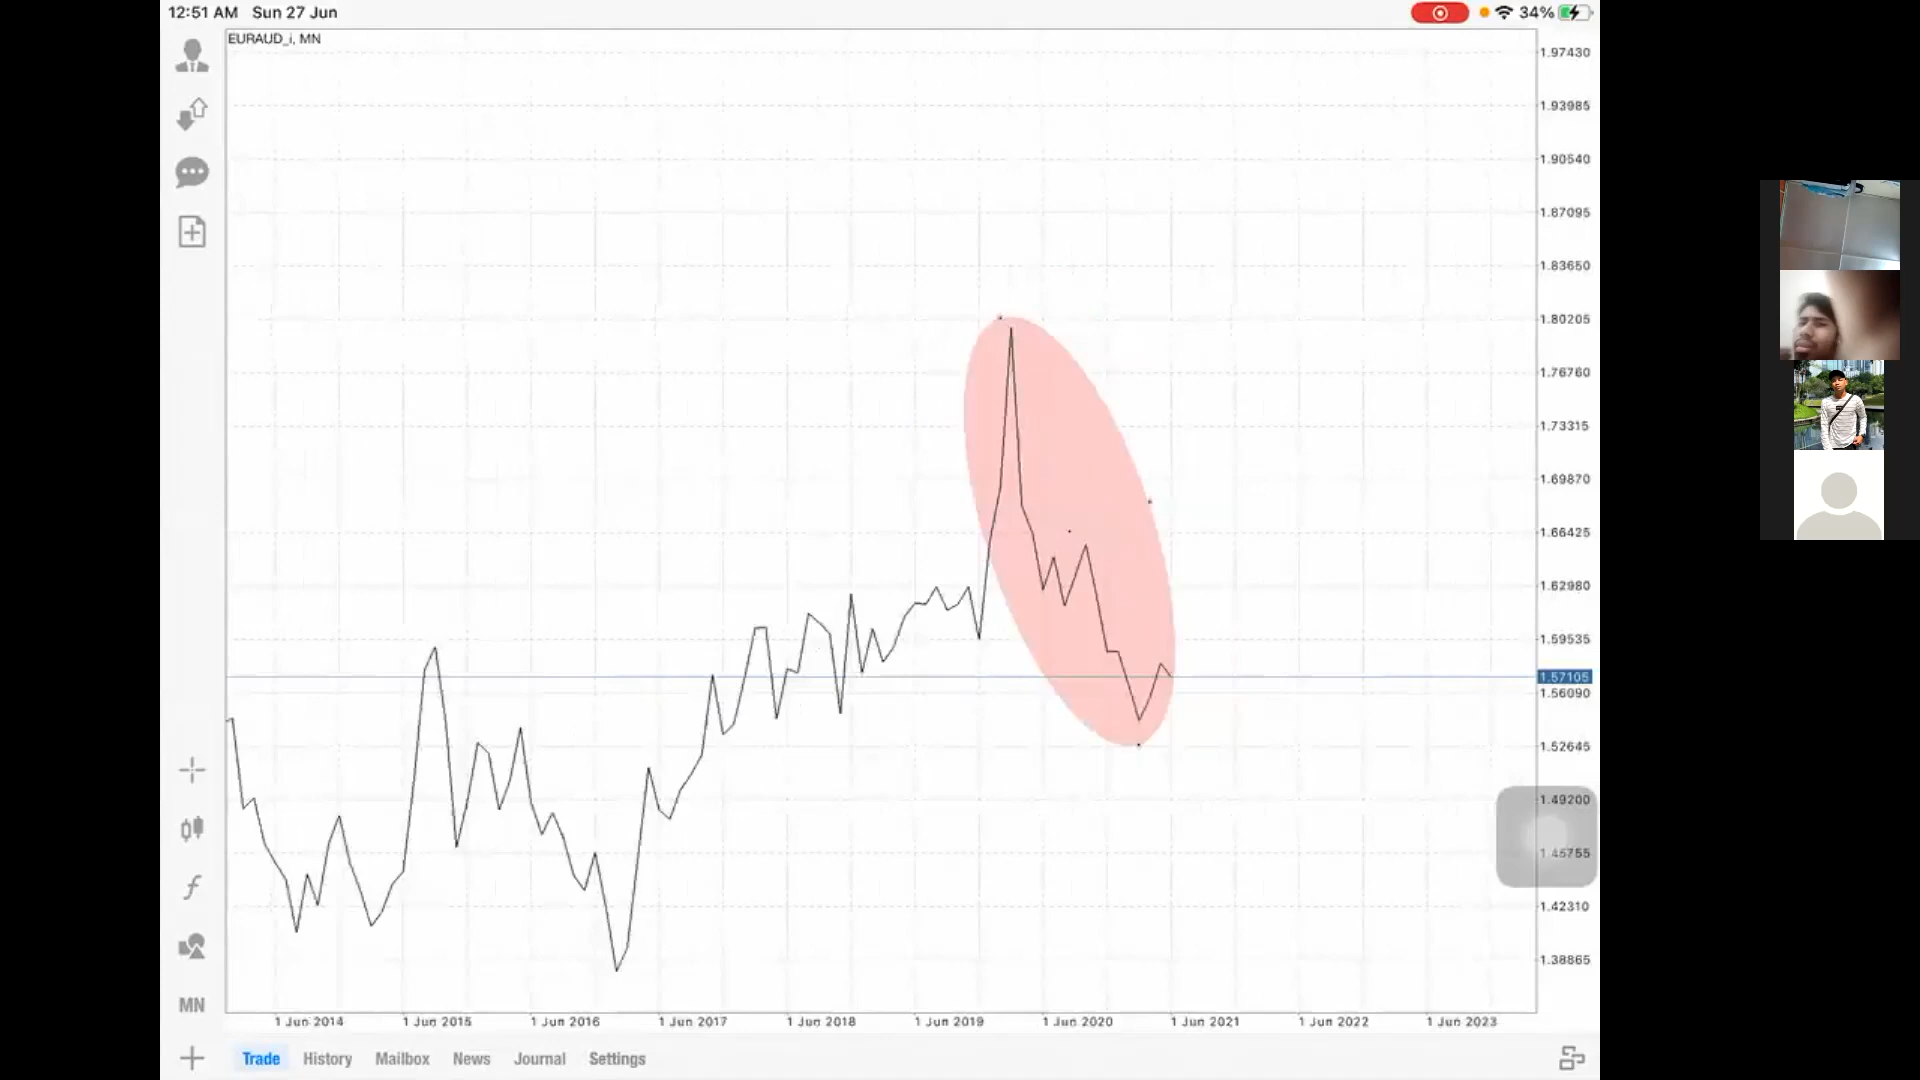 12:51 AM Sun 27 Jun
34%
EURAUD_i, MN
1.97430
1.93985
1.90540
1.87095
1.83650
1.80205
1.76760
1.73315
1.69870
1.66425
1.62980
1.59535
1.57105
1.56090
1.52645
1.49200
1.45755
1.42310
1.38865
MN
1 Jun 2014
1 Jun 2015
1 Jun 2016
1 Jun 2017
1 Jun 2018
1 Jun 2019
1 Jun 2020
1 Jun 2021
1 Jun 2022
1 Jun 2023
Trade History Mailbox News Journal Settings